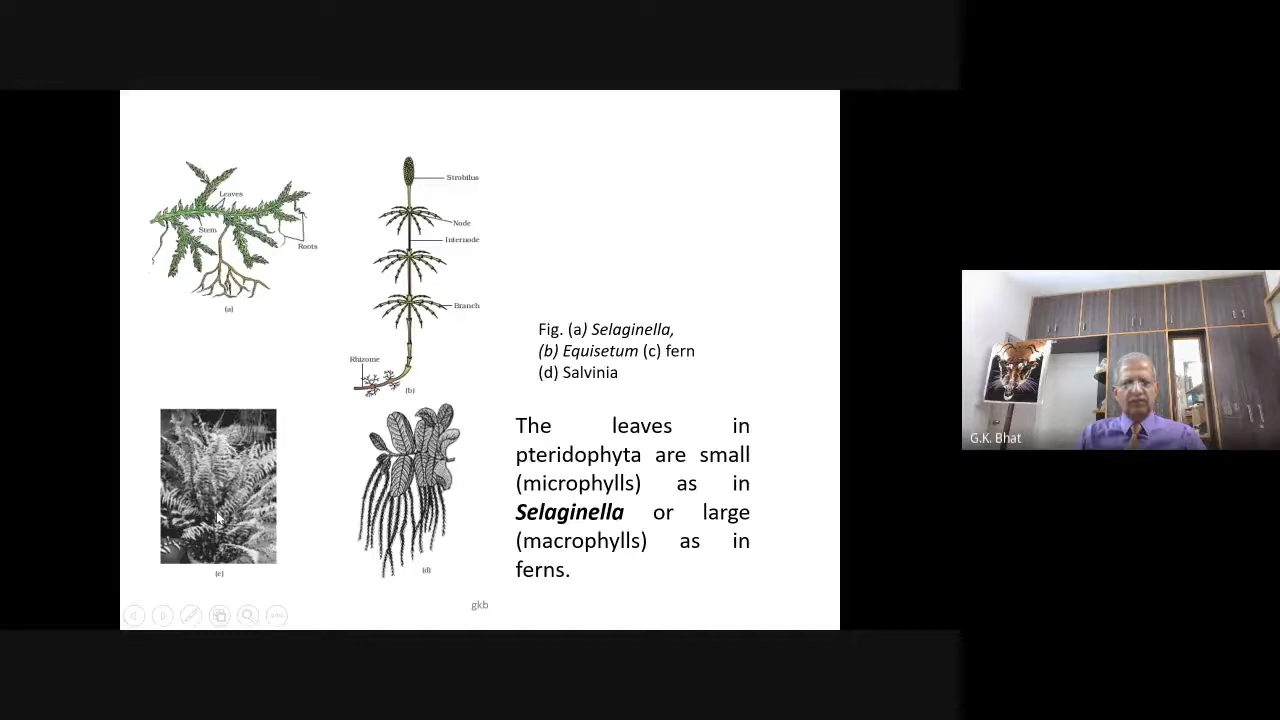 Leaves
Stem
Roots
(a)
Strobilus
Node
Internode
Branch
Rhizome
(b)
Fig. (a) Selaginella,
(b) Equisetum (c) fern
(d) Salvinia
The leaves in
pteridophyta are small
(microphylls) as in
Selaginella or large
(macrophylls) as in
ferns.
(c)
(d)
gkb
G.K. Bhat